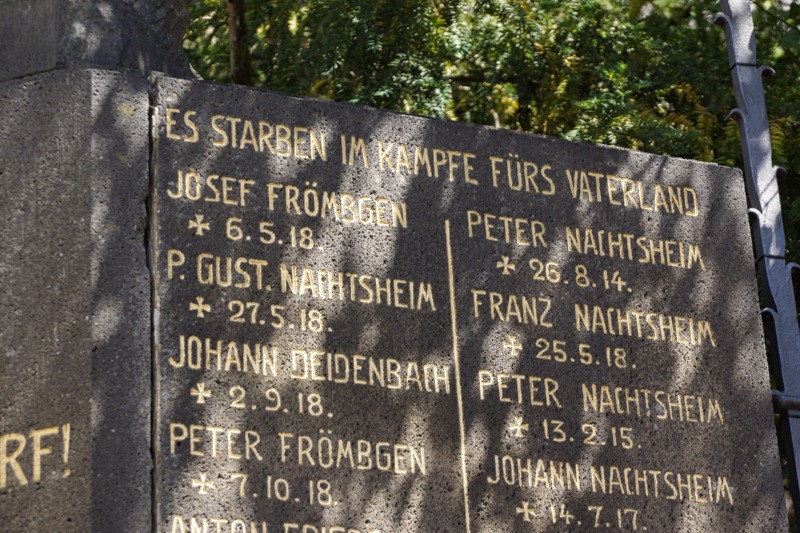 ES STARBEN IM KAMPFE FÜRS VATERLAND
JOSEF FRÖMBGEN
✠ 6.5.18.
P. GUST. NACHTSHEIM
✠ 27.5.18.
JOHANN DEIDENBACH
✠ 2.9.18.
PETER FRÖMBGEN
✠ 7.10.18.
ANTON
PETER NACHTSHEIM
✠ 26.8.14.
FRANZ NACHTSHEIM
✠ 25.5.18.
PETER NACHTSHEIM
✠ 13.2.15.
JOHANN NACHTSHEIM
✠ 14.7.17.
RF!